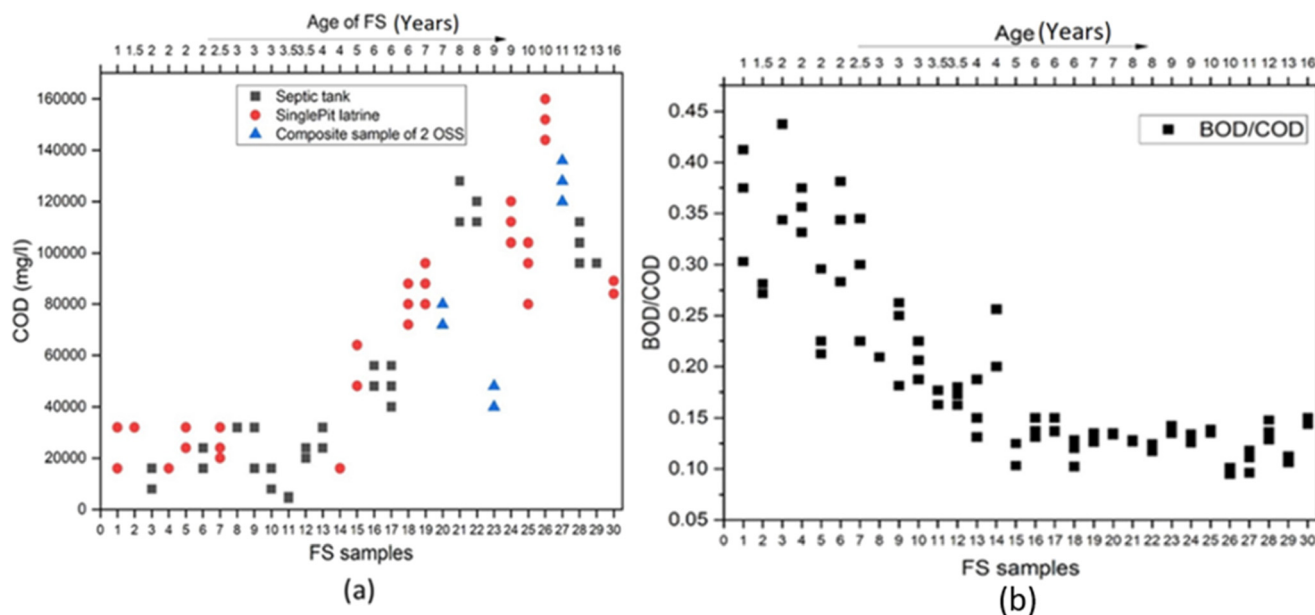 Age of FS (Years)
1 1.5 2 2 2 2 2.5 3 3 3 3.53.5 4 4 5 5 6 6 6 7 8 8 9 9 10 10 11 12 13 16
Septic tank
SinglePit latrine
Composite sample of 2 OSS
160000
140000
120000
100000
80000
60000
40000
20000
0
COD (mg/l)
0 1 2 3 4 5 6 7 8 9 10 11 12 13 14 15 16 17 18 19 20 21 22 23 24 25 26 27 28 29 30
FS samples
(a)
Age (Years)
1 1.5 2 2 2 2 2.5 3 3 3 3.53.5 4 4 5 6 6 6 7 7 8 8 9 9 10 10 11 12 13 16
BOD/COD
0.45
0.40
0.35
0.30
0.25
0.20
0.15
0.10
0.05
BOD/COD
0 1 2 3 4 5 6 7 8 9 10 11 12 13 14 15 16 17 18 19 20 21 22 23 24 25 26 27 28 29 30
FS samples
(b)